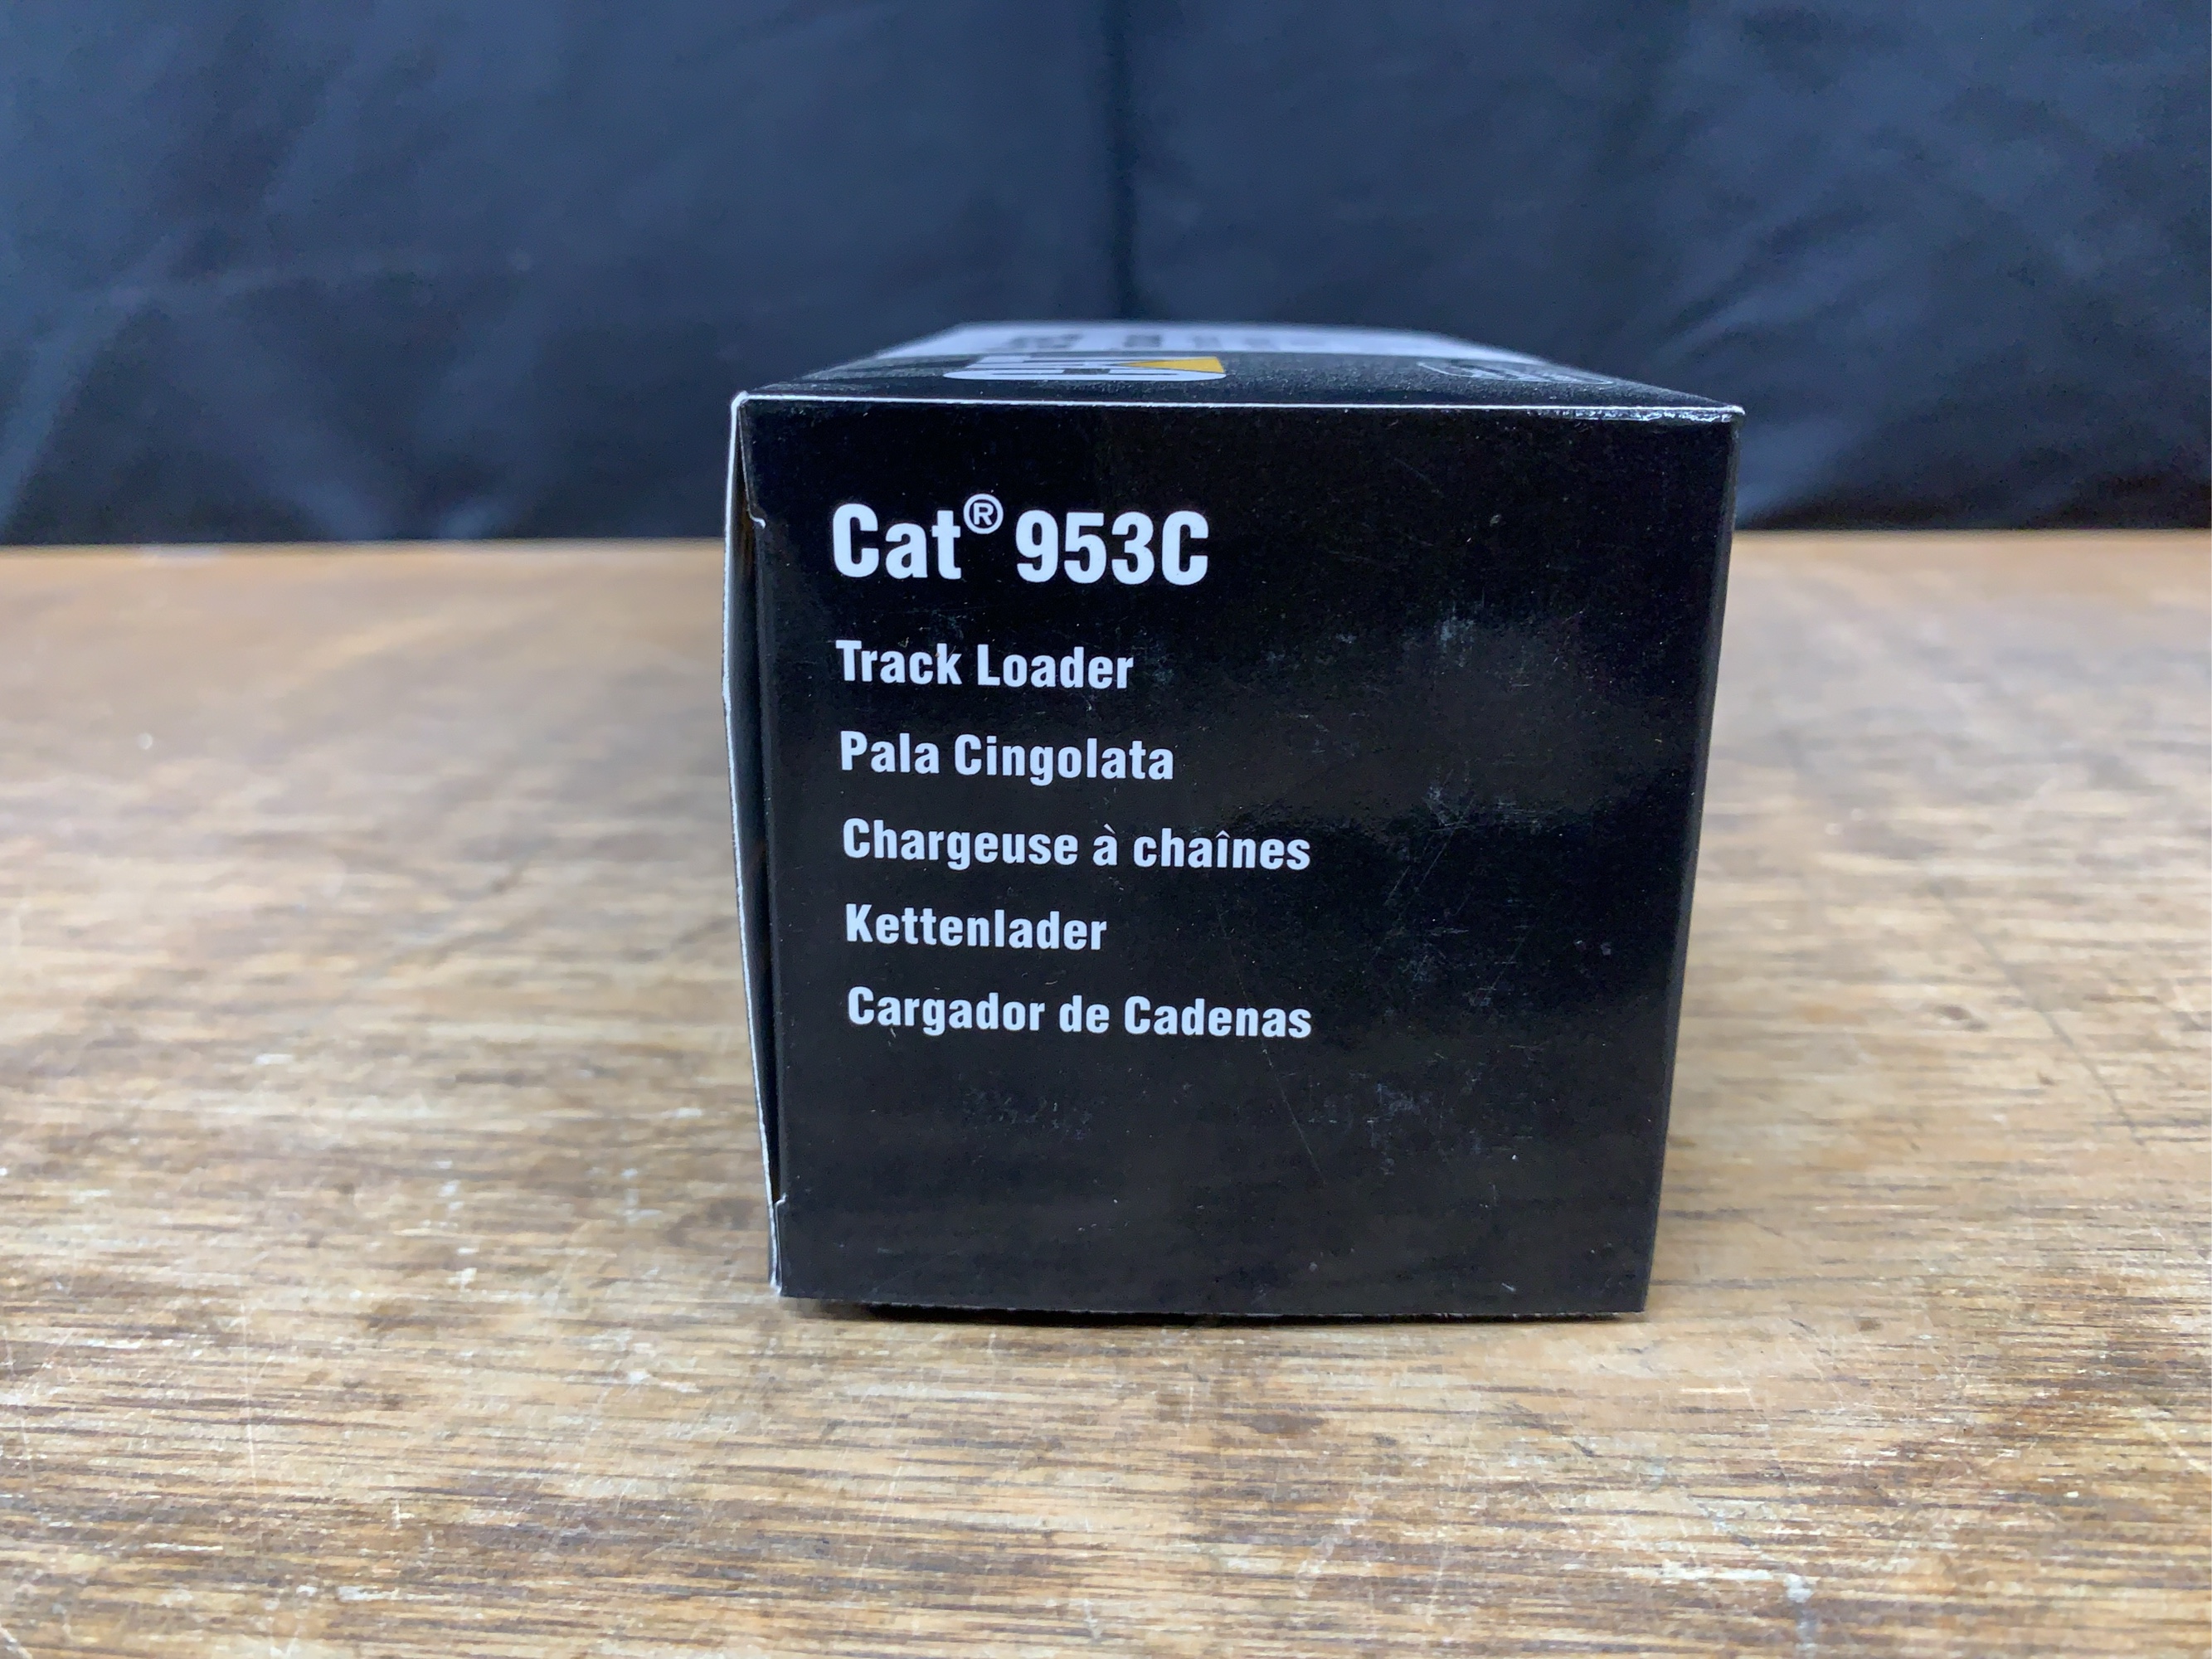 Cat® 953C
Track Loader
Pala Cingolata
Chargeuse à chaînes
Kettenlader
Cargador de Cadenas